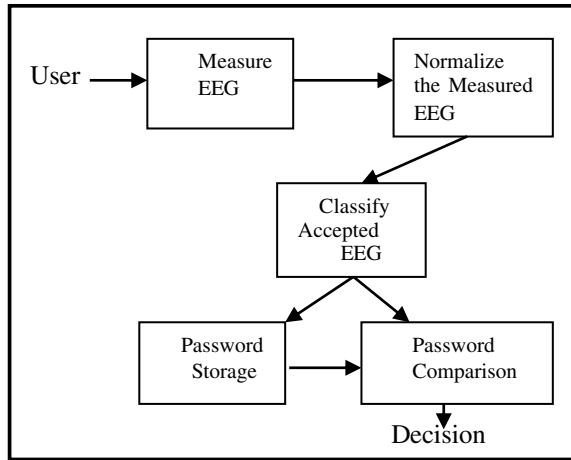 User
Measure
EEG
Normalize
the Measured
EEG
Classify
Accepted
EEG
Password
Storage
Password
Comparison
Decision